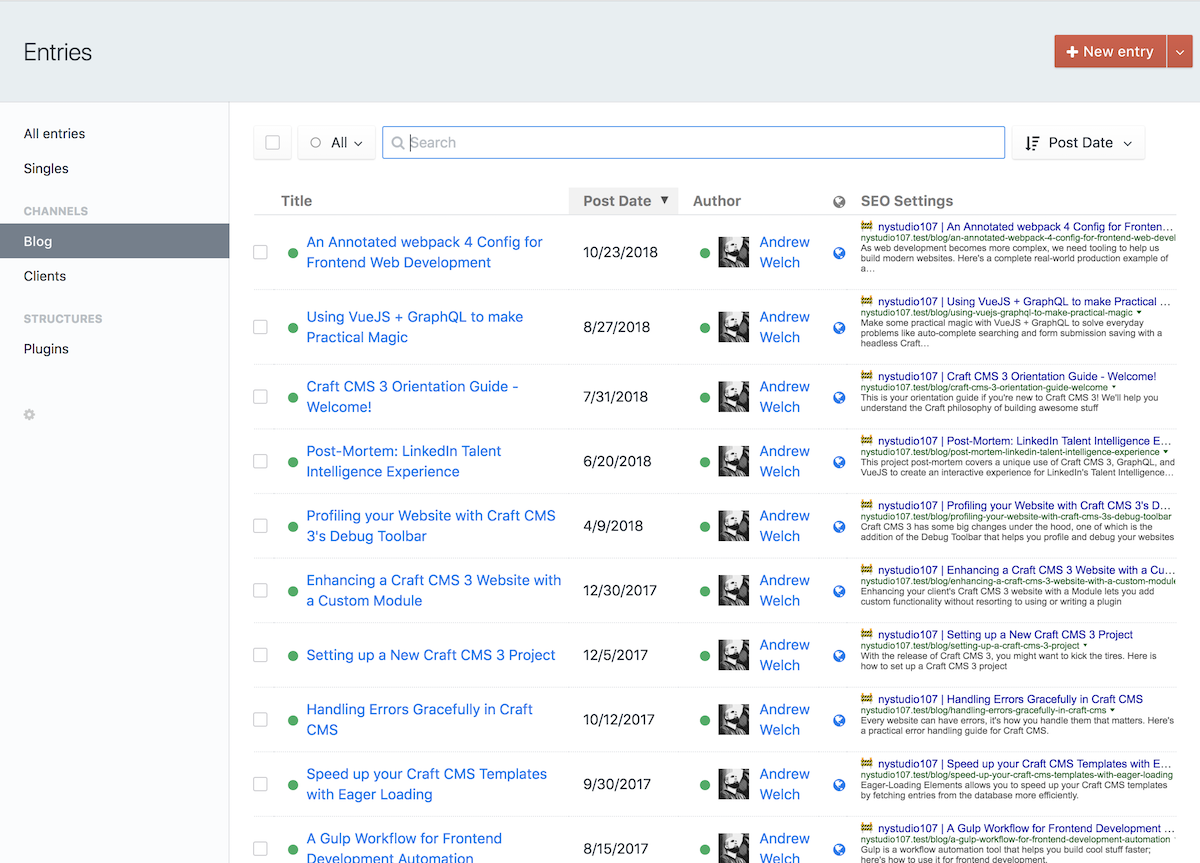 Entries
New entry
All entries
Singles
CHANNELS
Blog
Clients
STRUCTURES
Plugins
All
Search
Post Date
Title
Post Date ▼
Author
SEO Settings
An Annotated webpack 4 Config for
Frontend Web Development
10/23/2018
Andrew
Welch
nystudio107 | An Annotated webpack 4 Config for Fronten…
nystudio107.test/blog/an-annotated-webpack-4-config-for-frontend-web-devel
As web development becomes more complex, we need tooling to help us
build modern websites. Here's a complete real-world production example of
a…
Using VueJS + GraphQL to make
Practical Magic
8/27/2018
Andrew
Welch
nystudio107 | Using VueJS + GraphQL to make Practical …
nystudio107.test/blog/using-vuejs-graphql-to-make-practical-magic
Make some practical magic with VueJS + GraphQL to solve everyday
problems like auto-complete searching and form submission saving with a
headless Craft…
Craft CMS 3 Orientation Guide -
Welcome!
7/31/2018
Andrew
Welch
nystudio107 | Craft CMS 3 Orientation Guide - Welcome!
nystudio107.test/blog/craft-cms-3-orientation-guide-welcome
This is your orientation guide if you're new to Craft CMS 3! We'll help you
understand the Craft philosophy of building awesome stuff
Post-Mortem: LinkedIn Talent
Intelligence Experience
6/20/2018
Andrew
Welch
nystudio107 | Post-Mortem: LinkedIn Talent Intelligence E…
nystudio107.test/blog/post-mortem-linkedin-talent-intelligence-experience
This project post-mortem covers a unique use of Craft CMS 3, GraphQL, and
VueJS to create an interactive experience for LinkedIn's Talent Intelligence…
Profiling your Website with Craft CMS
3's Debug Toolbar
4/9/2018
Andrew
Welch
nystudio107 | Profiling your Website with Craft CMS 3's D…
nystudio107.test/blog/profiling-your-website-with-craft-cms-3s-debug-toolbar
Craft CMS 3 has some big changes under the hood, one of which is the
addition of the Debug Toolbar that helps you profile and debug your websites
Enhancing a Craft CMS 3 Website with
a Custom Module
12/30/2017
Andrew
Welch
nystudio107 | Enhancing a Craft CMS 3 Website with a Cu…
nystudio107.test/blog/enhancing-a-craft-cms-3-website-with-a-custom-module
Enhancing your client's Craft CMS 3 website with a Module lets you add
custom functionality without resorting to using or writing a plugin
Setting up a New Craft CMS 3 Project
12/5/2017
Andrew
Welch
nystudio107 | Setting up a New Craft CMS 3 Project
nystudio107.test/blog/setting-up-a-craft-cms-3-project
With the release of Craft CMS 3, you might want to kick the tires. Here is
how to set up a Craft CMS 3 project
Handling Errors Gracefully in Craft
CMS
10/12/2017
Andrew
Welch
nystudio107 | Handling Errors Gracefully in Craft CMS
nystudio107.test/blog/handling-errors-gracefully-in-craft-cms
Every website can have errors, it's how you handle them that matters. Here's
a practical error handling guide for Craft CMS.
Speed up your Craft CMS Templates
with Eager Loading
9/30/2017
Andrew
Welch
nystudio107 | Speed up your Craft CMS Templates with E…
nystudio107.test/blog/speed-up-your-craft-cms-templates-with-eager-loading
Eager-Loading Elements allows you to speed up your Craft CMS templates
by fetching entries from the database more efficiently.
A Gulp Workflow for Frontend
Development Automation
8/15/2017
Andrew
Welch
nystudio107 | A Gulp Workflow for Frontend Development …
nystudio107.test/blog/a-gulp-workflow-for-frontend-development-automation
Gulp is a workflow automation tool that helps you build cool stuff faster;
here's how to use it for frontend development.